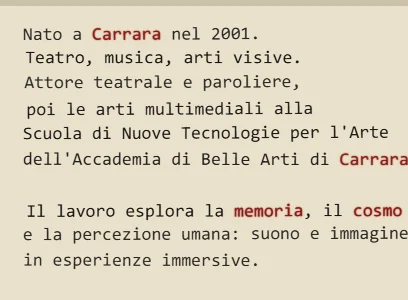 Nato a Carrara nel 2001.
Teatro, musica, arti visive.
Attore teatrale e paroliere,
poi le arti multimediali alla
Scuola di Nuove Tecnologie per l'Arte
dell'Accademia di Belle Arti di Carrara
Il lavoro esplora la memoria, il cosmo
e la percezione umana: suono e immagine
in esperienze immersive.